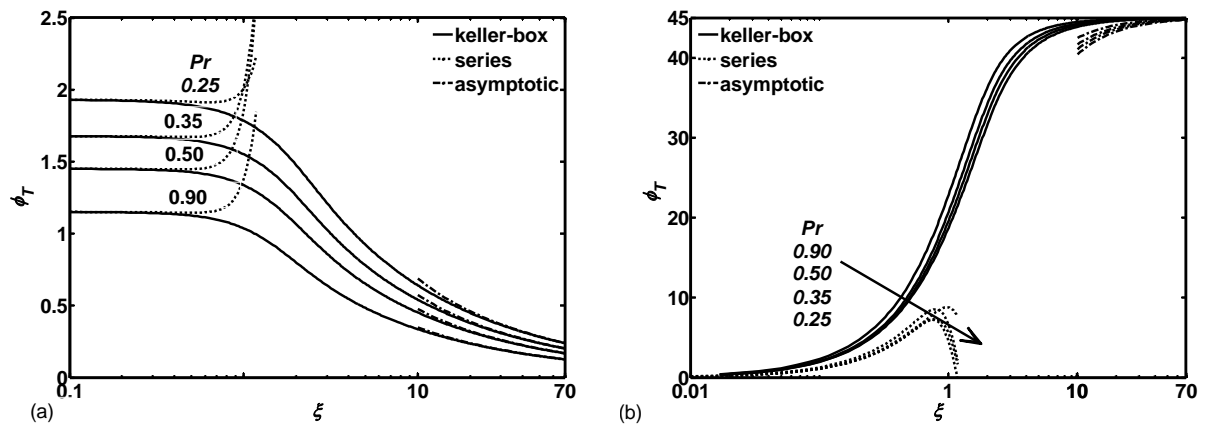 2.5
2
1.5
1
0.5
0
ϕT
Pr
0.25
0.35
0.50
0.90
keller-box
series
asymptotic
0.1
10
70
ξ
(a)
45
40
30
20
10
0
ϕT
keller-box
series
asymptotic
Pr
0.90
0.50
0.35
0.25
0.01
1
10
70
ξ
(b)